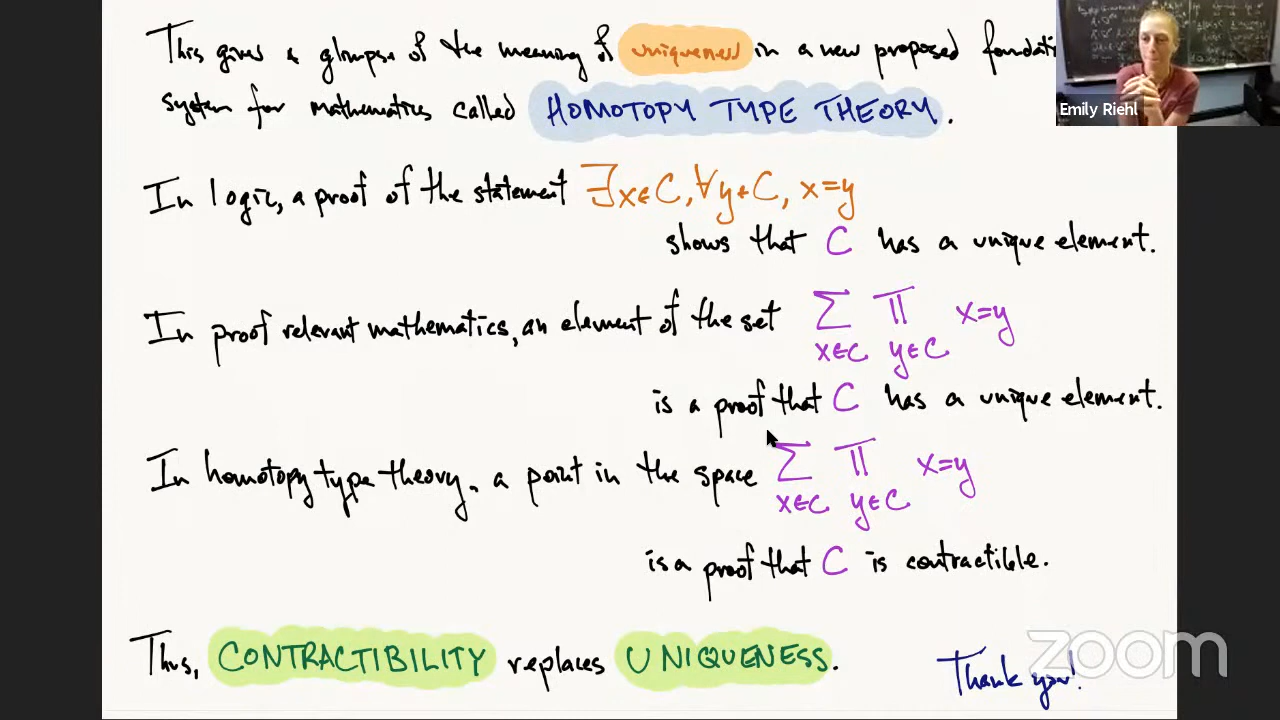 This gives a glimpse of the meaning of uniqueness in a new proposed foundati
system for mathematics called HOMOTOPY TYPE THEORY.
Emily Riehl
In logic, a proof of the statement ∃x∈C, ∀y∈C, x=y
shows that C has a unique element.
In proof relevant mathematics, an element of the set ∑ x∈C ∏ y∈C x=y
is a proof that C has a unique element.
In homotopy type theory, a point in the space ∑ x∈C ∏ y∈C x=y
is a proof that C is contractible.
Thus, CONTRACTIBILITY replaces UNIQUENESS.
Thank you!
zoom